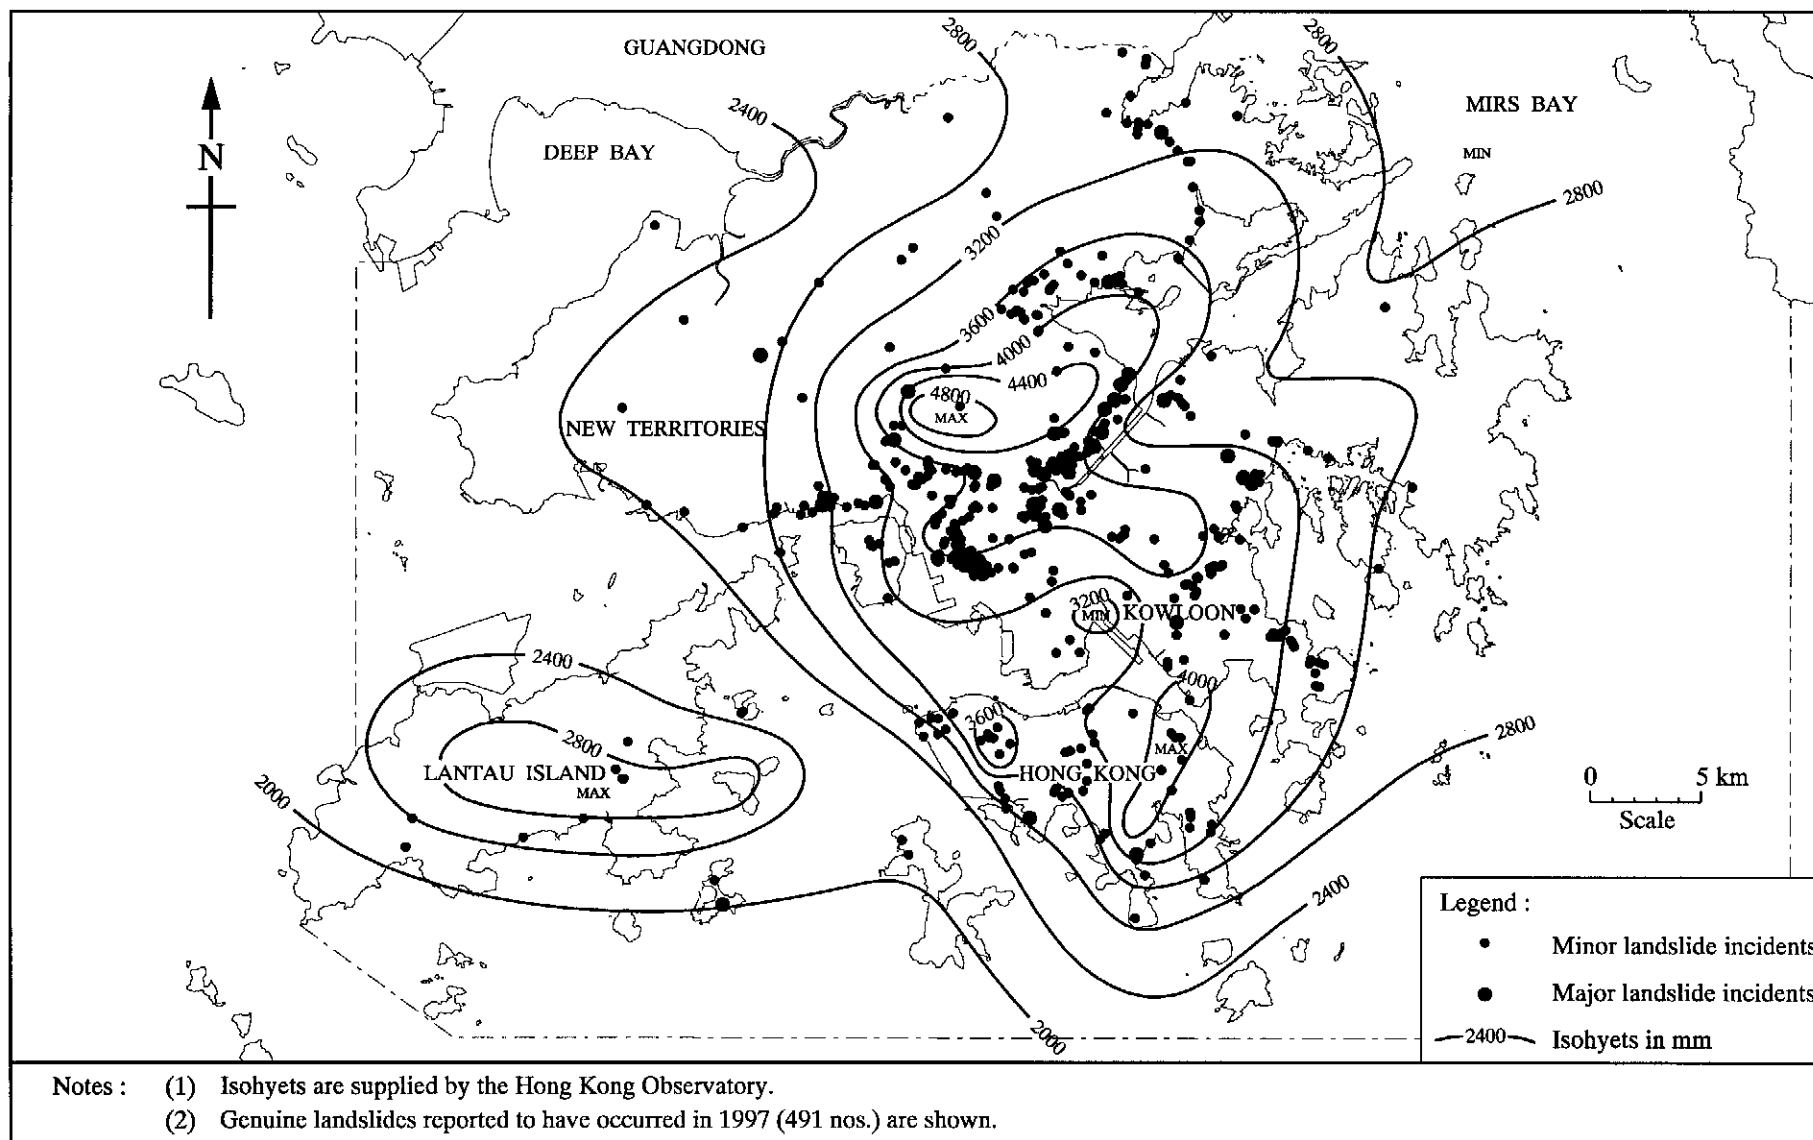 GUANGDONG
2800
2800
2400
MIRS BAY
N
DEEP BAY
MIN
2800
3200
3600
4000
4400
4800
MAX
NEW TERRITORIES
3200
MIN
KOWLOON
2400
4000
3600
2800
2800
MAX
LANTAU ISLAND
HONG KONG
MAX
2000
0 5 km
Scale
2400
2000
Legend :
Minor landslide incidents
Major landslide incidents
2400 Isohyets in mm
Notes : (1) Isohyets are supplied by the Hong Kong Observatory.
(2) Genuine landslides reported to have occurred in 1997 (491 nos.) are shown.